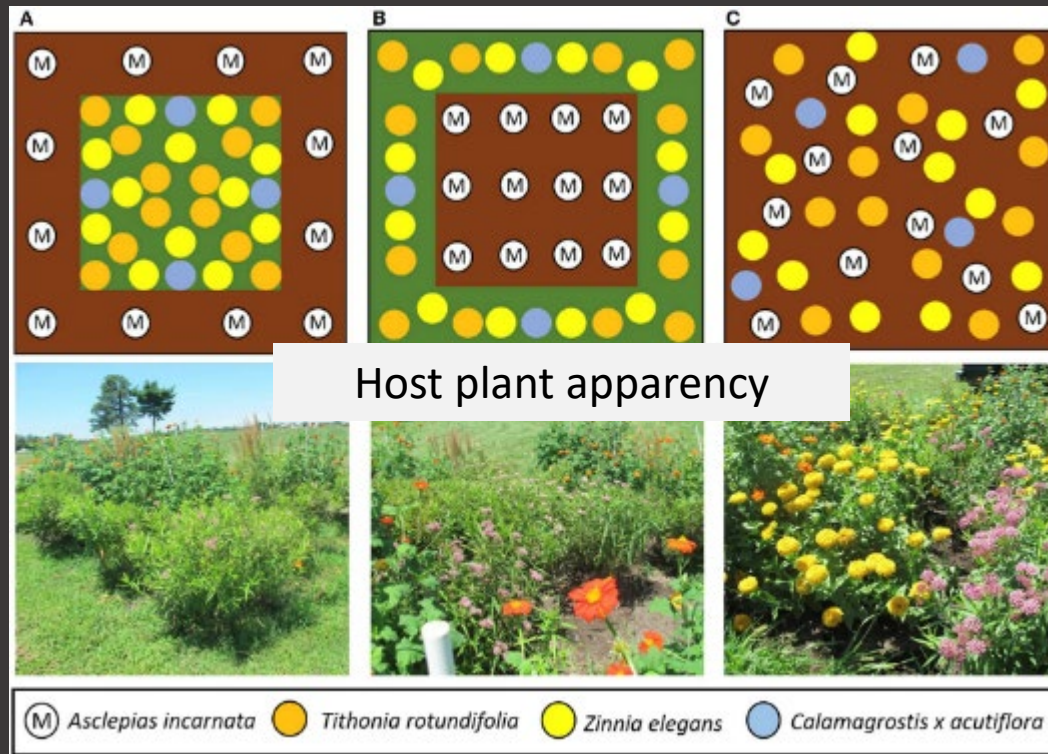 A
M M M M
M M
M M
M M M M
B
M M M M
M M M M
M M M M
C
M
M
M
M
M
M
M
M
M
M
M
M
Host plant apparency
M Asclepias incarnata Tithonia rotundifolia Zinnia elegans Calamagrostis x acutiflora